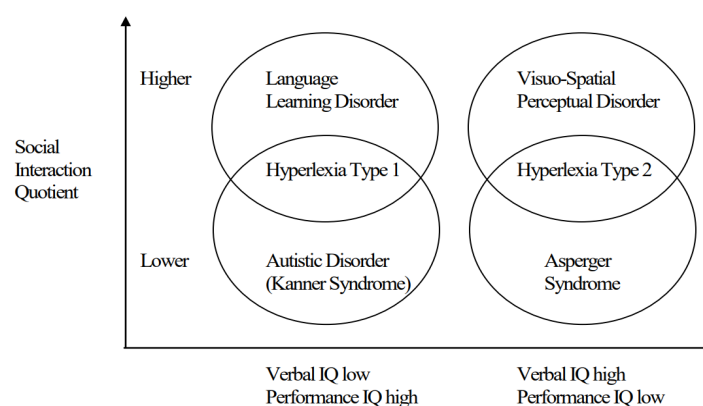 Higher
Language
Learning Disorder
Visuo-Spatial
Perceptual Disorder
Social
Interaction
Quotient
Hyperlexia Type 1
Hyperlexia Type 2
Lower
Autistic Disorder
(Kanner Syndrome)
Asperger
Syndrome
Verbal IQ low
Performance IQ high
Verbal IQ high
Performance IQ low